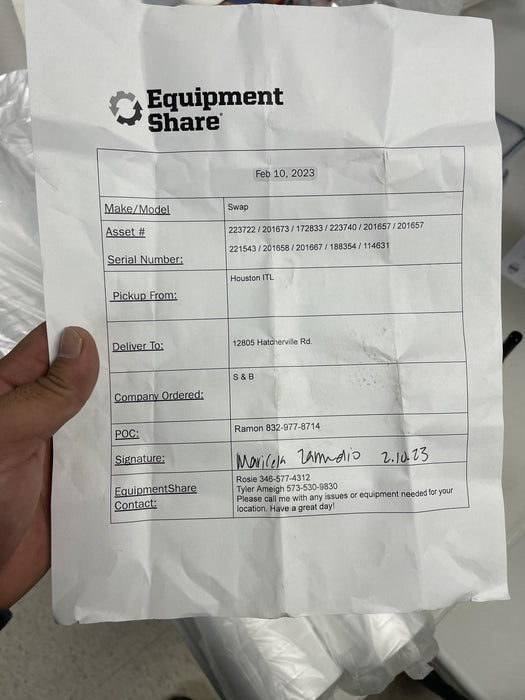 Equipment
Share
Feb 10, 2023
Make/Model Swap
Asset # 223722 / 201673 / 172833 / 223740 / 201657 / 201657
221543 / 201658 / 201667 / 188354 / 114631
Serial Number:
Pickup From: Houston ITL
Deliver To: 12805 Hatcherville Rd.
Company Ordered: S & B
POC: Ramon 832-977-8714
Signature: Maricela Zamudio 2.10.23
EquipmentShare
Contact:
Rosie 346-577-4312
Tyler Ameigh 573-530-9830
Please call me with any issues or equipment needed for your
location. Have a great day!